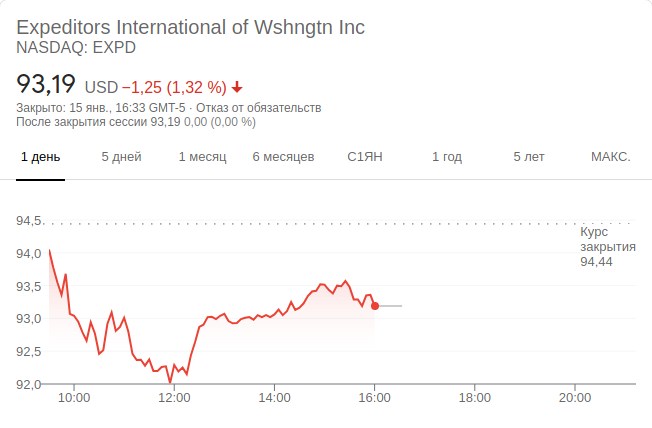 Expeditors International of Wshngtn Inc
NASDAQ: EXPD
93,19 USD −1,25 (1,32 %)
Закрыто: 15 янв., 16:33 GMT-5 · Отказ от обязательств
После закрытия сессии 93,19 0,00 (0,00 %)
1 день 5 дней 1 месяц 6 месяцев С1ЯН 1 год 5 лет МАКС.
94,5
Курс
закрытия
94,44
94,0
93,5
93,0
92,5
92,0
10:00 12:00 14:00 16:00 18:00 20:00